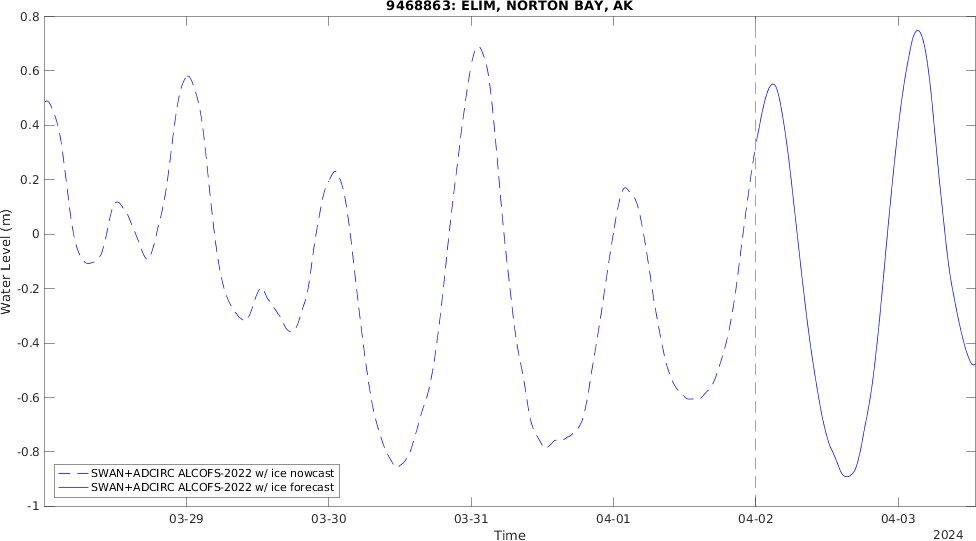 9468863: ELIM, NORTON BAY, AK
0.8
0.6
0.4
0.2
0
-0.2
-0.4
-0.6
-0.8
-1
Water Level (m)
SWAN+ADCIRC ALCOFS-2022 w/ ice nowcast
SWAN+ADCIRC ALCOFS-2022 w/ ice forecast
03-29 03-30 03-31 04-01 04-02 04-03
Time
2024